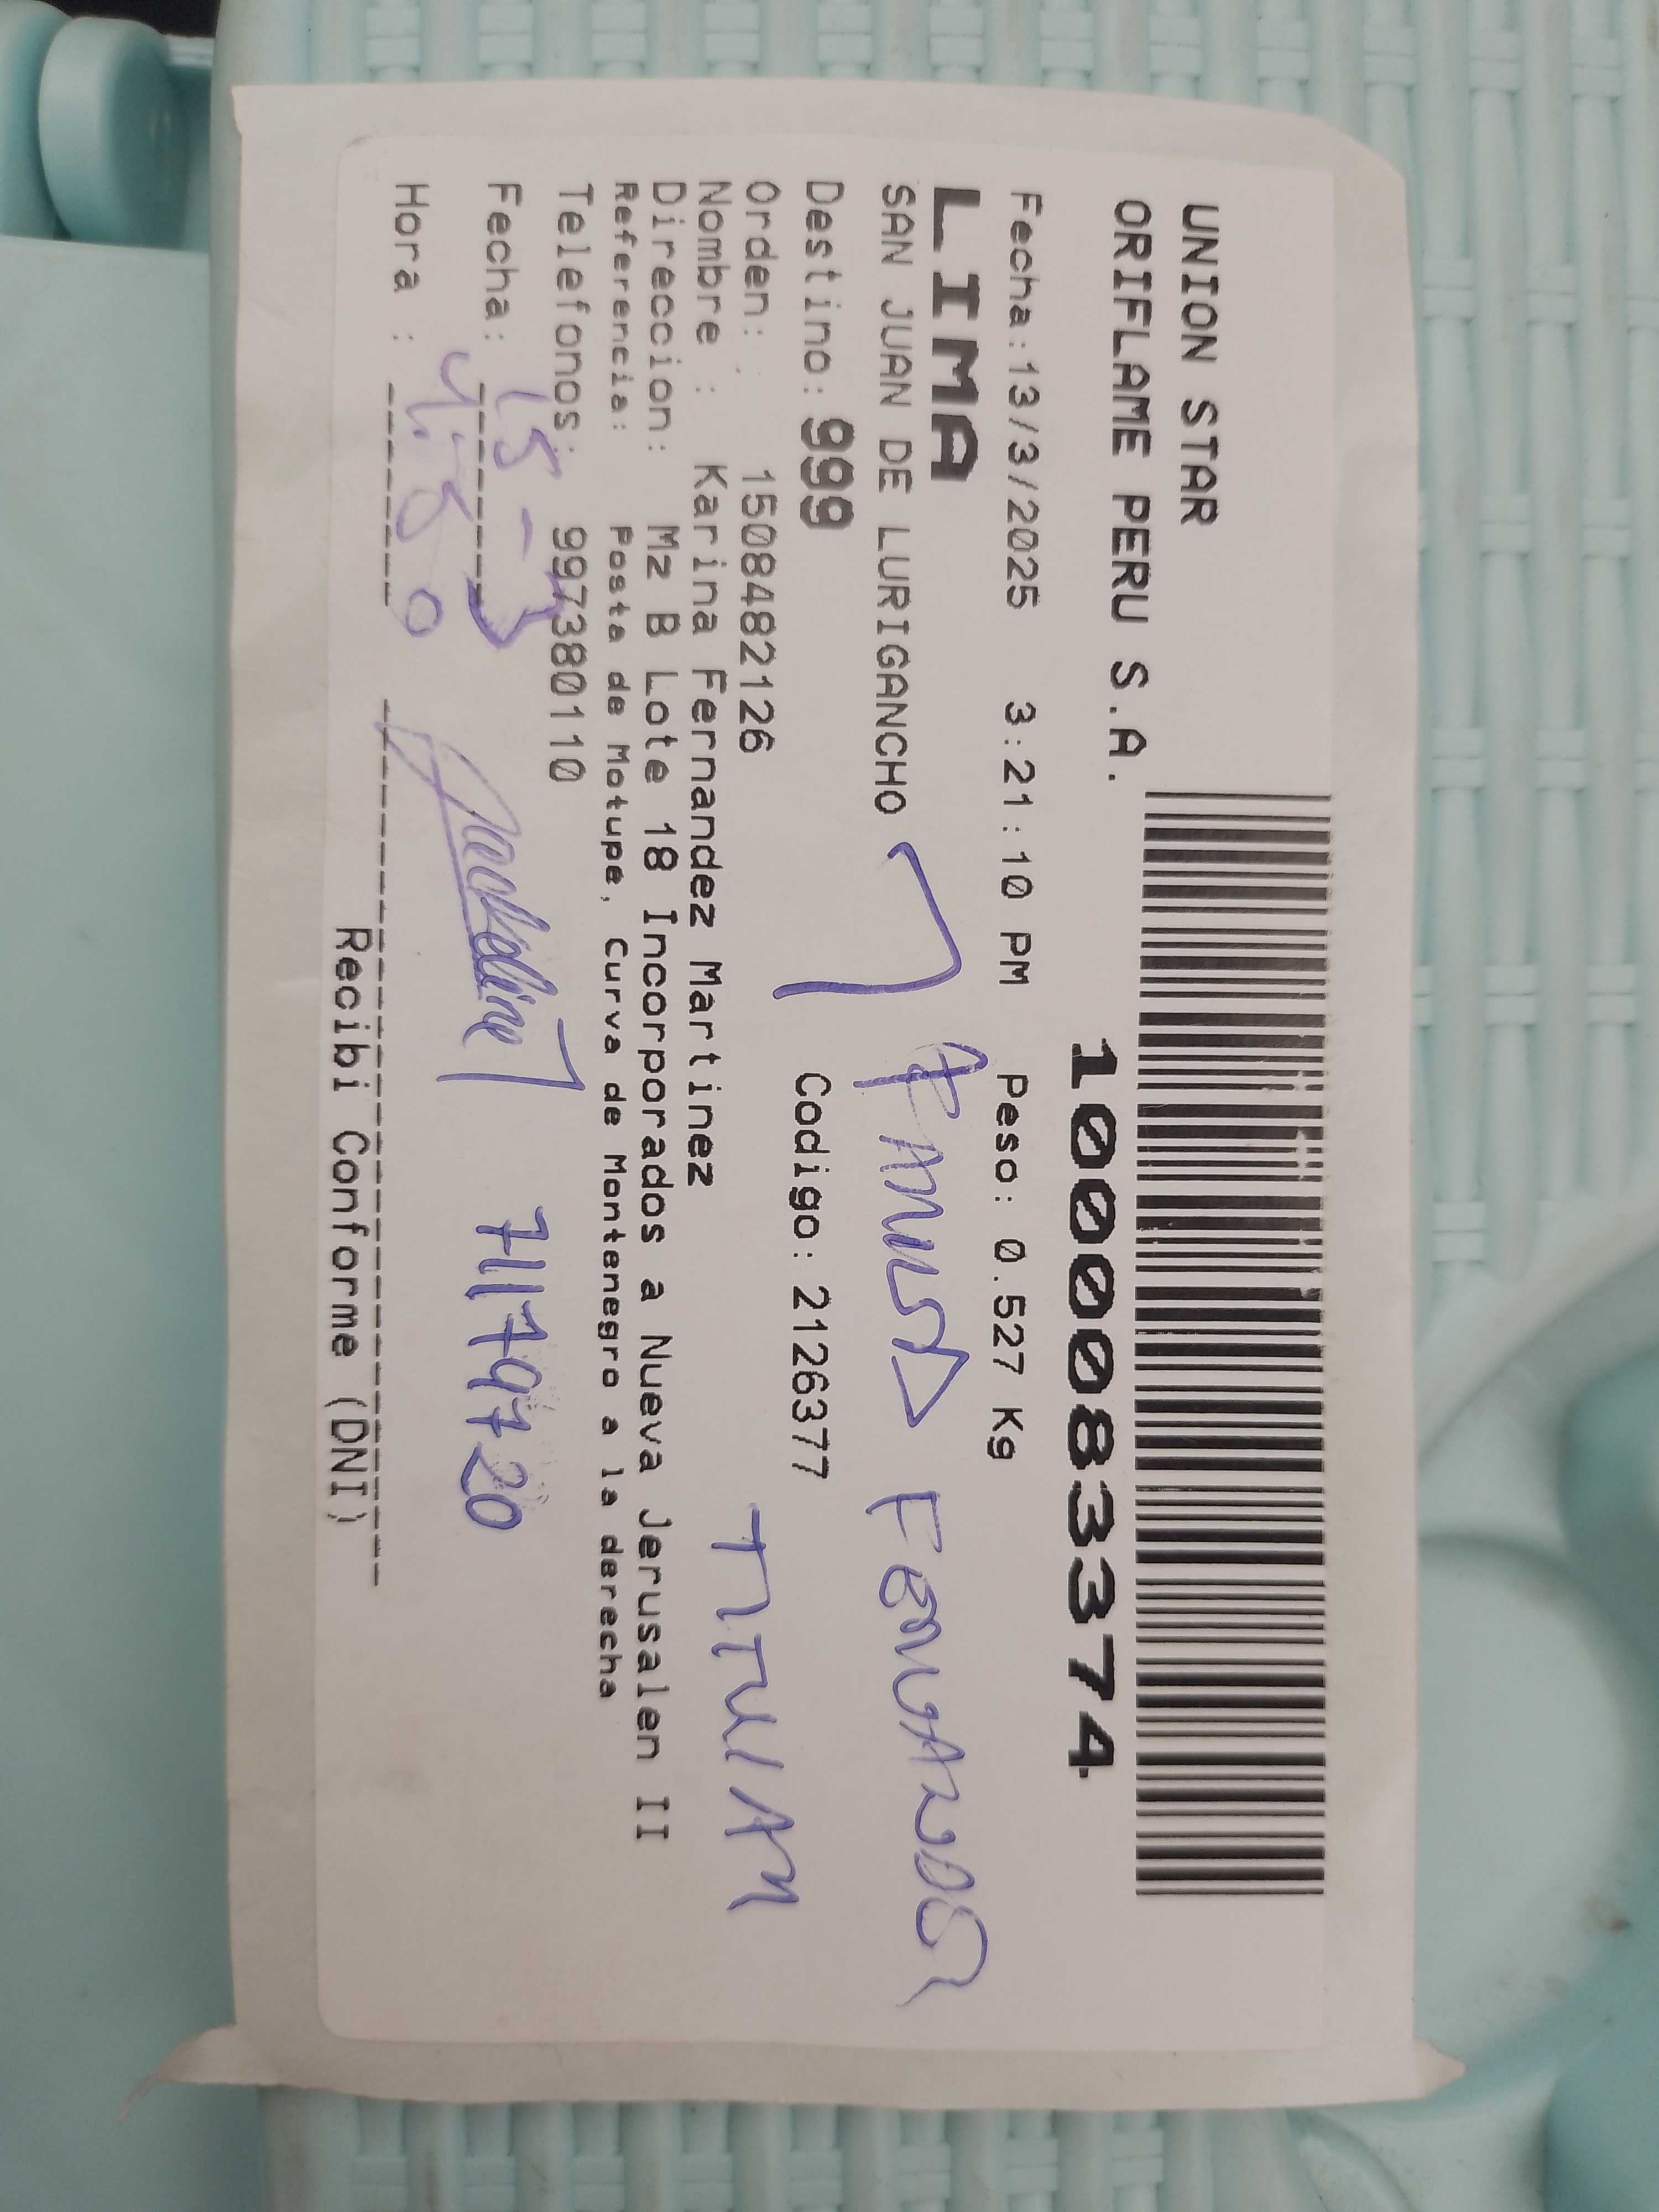 UNION STAR
ORIFLAME PERU S.A.
1000083374
Fecha:13/3/2025 3:21:10 PM Peso: 0.527 Kg
LIMA
SAN JUAN DE LURIGANCHO
Destino: 999 Codigo: 2126377
Orden: 1508482126
Nombre : Karina Fernandez Martinez
Direccion: Mz B Lote 18 Incorporados a Nueva Jerusalen II
Referencia: Posta de Motupe, Curva de Montenegro a la derecha
Telefonos: 997380110
TITULAR
Fecha: 15-3
71179720
Hora :
Recibi Conforme (DNI)